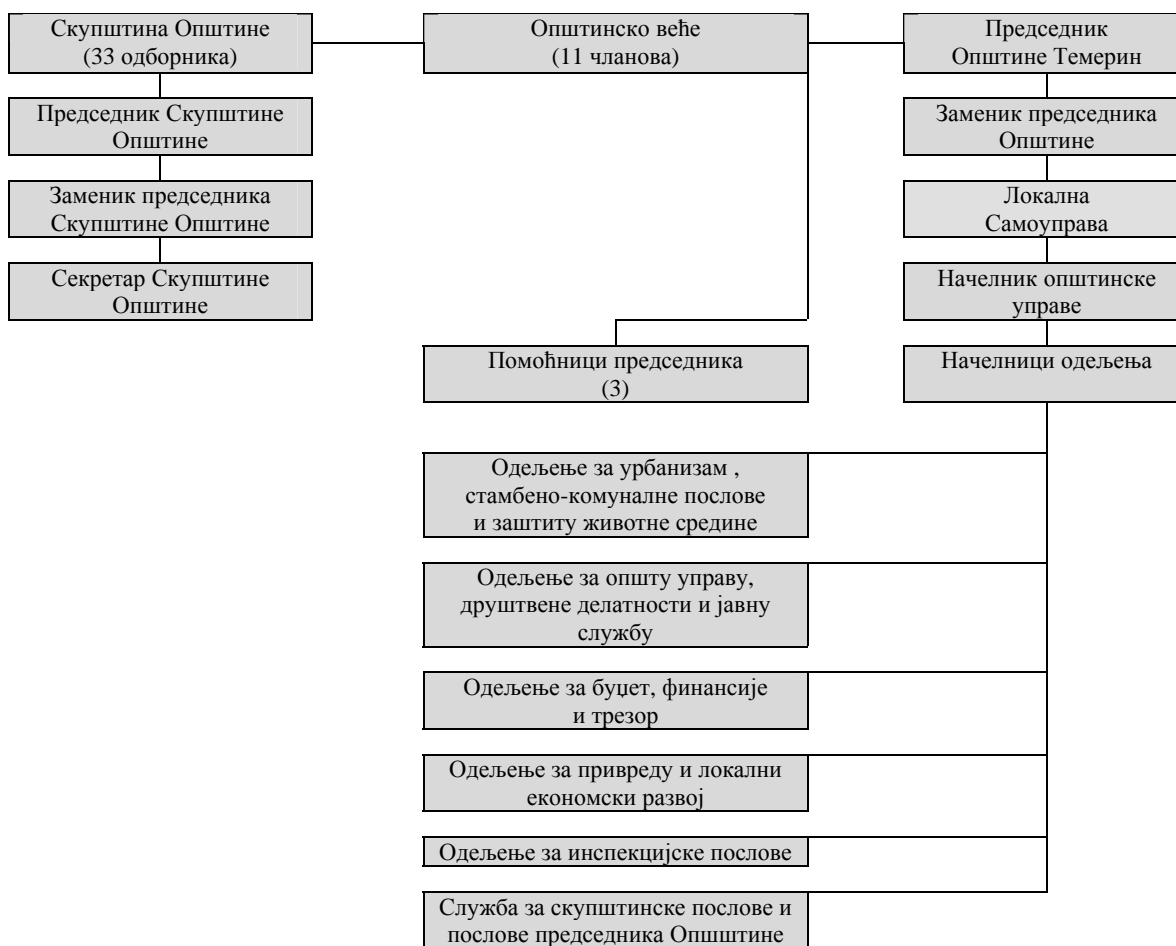 Скупштина Општине
(33 одборника)
Општинско веће
(11 чланова)
Председник
Општине Темерин
Председник Скупштине
Општине
Заменик председника
Општине
Заменик председника
Скупштине Општине
Локална
Самоуправа
Секретар Скупштине
Општине
Начелник општинске
управе
Помоћници председника
(3)
Начелници одељења
Одељење за урбанизам ,
стамбено-комуналне послове
и заштиту животне средине
Одељење за општу управу,
друштвене делатности и јавну
службу
Одељење за буџет, финансије
и трезор
Одељење за привреду и локални
економски развој
Одељење за инспекцијске послове
Служба за скупштинске послове и
послове председника Опшштине